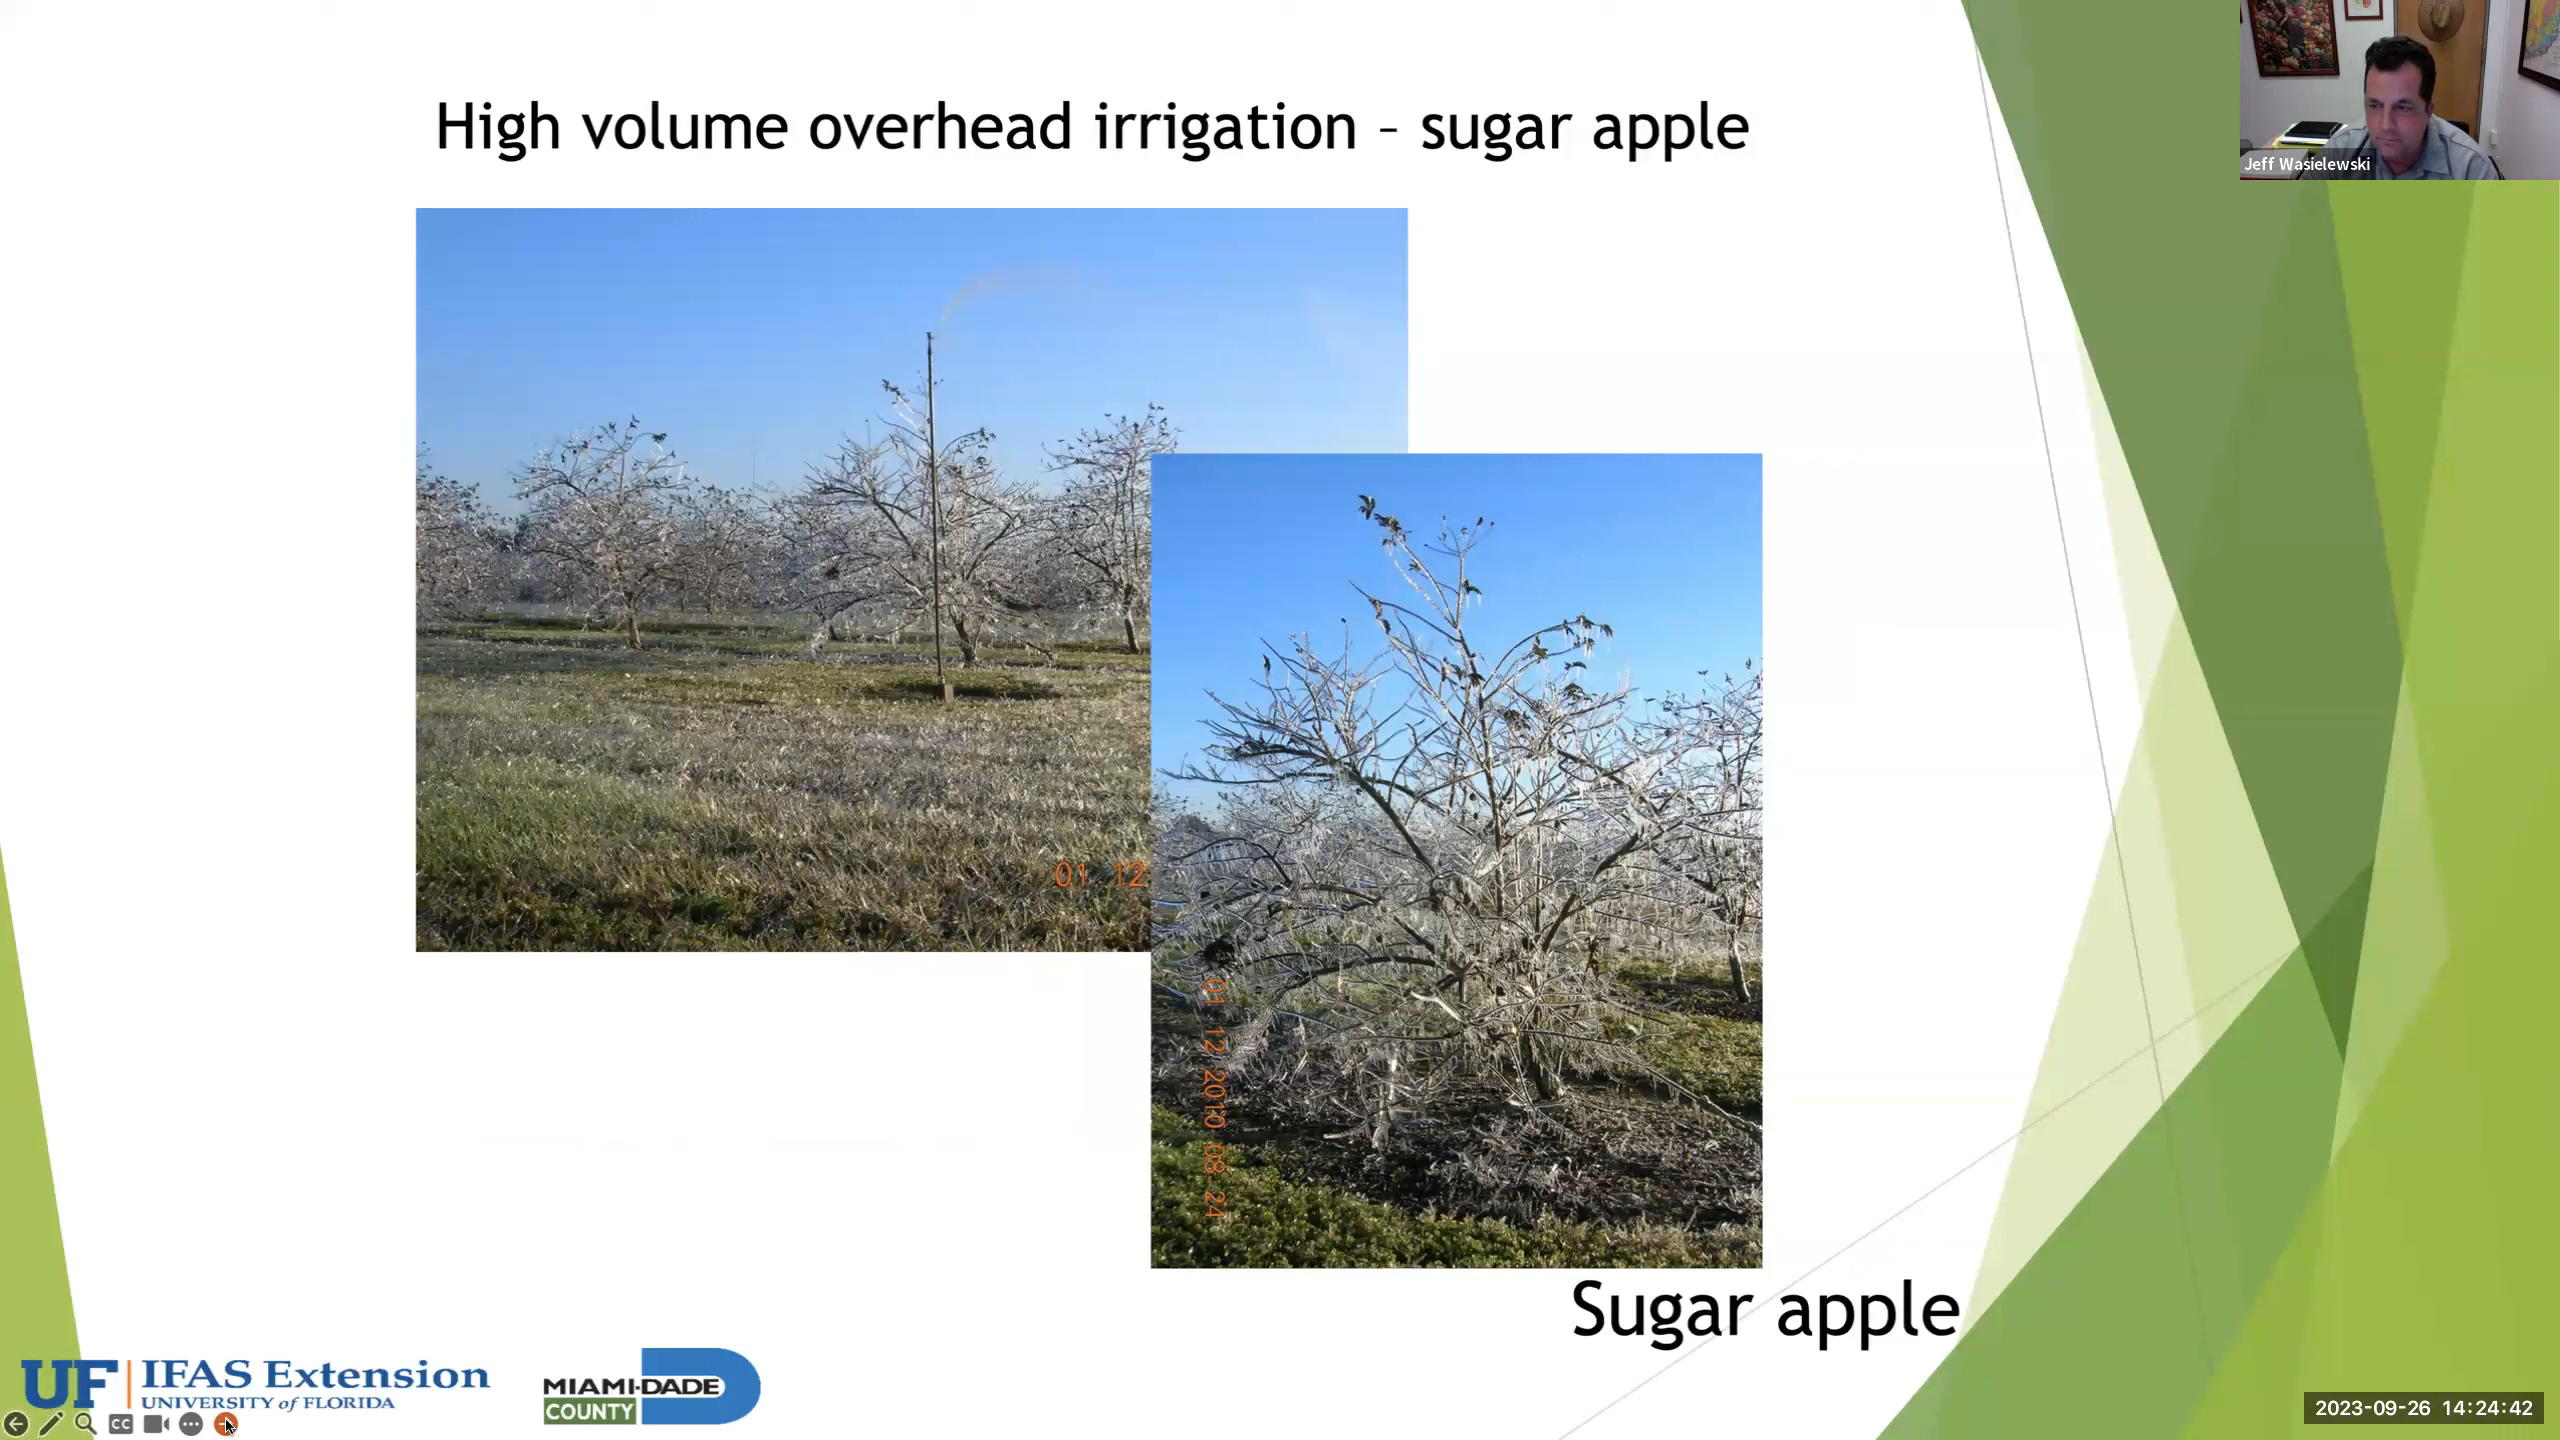 High volume overhead irrigation – sugar apple
Jeff Wasielewski
01 12
01 12 2010 08 24
Sugar apple
UF IFAS Extension
UNIVERSITY of FLORIDA
MIAMI-DADE
COUNTY
CC
2023-09-26 14:24:42